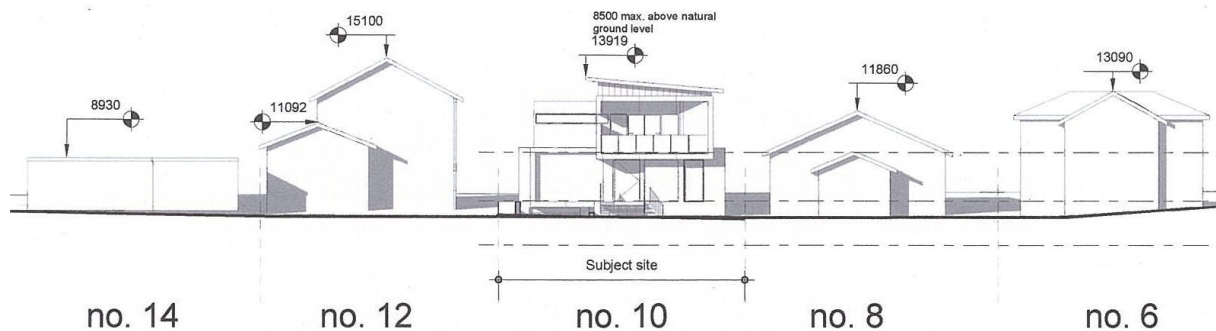 15100
8500 max. above natural
ground level
13919
8930
11092
11860
13090
Subject site
no. 14
no. 12
no. 10
no. 8
no. 6